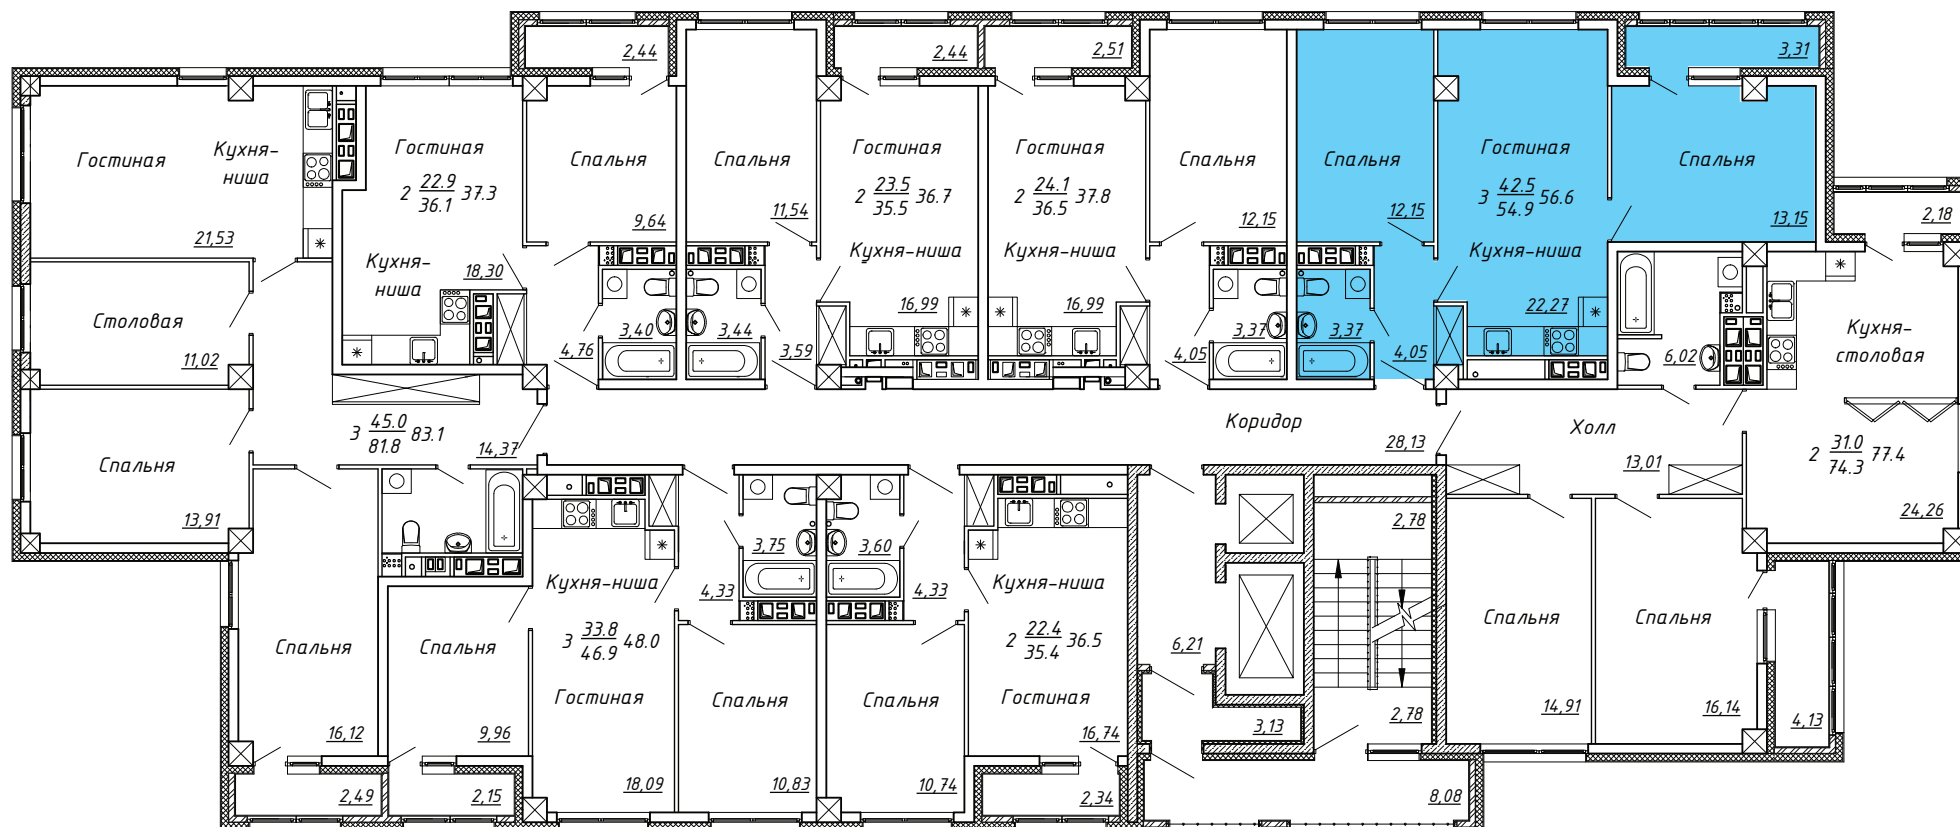 2,44
2,44
2,51
3,31
Гостиная
Кухня-
ниша
21,53
Гостиная
2 22.9 37.3
36.1
Кухня-
ниша
18,30
Спальня
9,64
Спальня
11,54
Гостиная
2 23.5 36.7
35.5
Кухня-ниша
16,99
Гостиная
2 24.1 37.8
36.5
Кухня-ниша
16,99
Спальня
12,15
Спальня
12,15
Гостиная
3 42.5 56.6
54.9
Кухня-ниша
22,27
Спальня
13,15
2,18
Столовая
11,02
4,76
3,40
3,44
3,59
3,37
4,05
3,37
4,05
6,02
Кухня-
столовая
3 45.0 83.1
81.8
14,37
Коридор
28,13
Холл
13,01
2 31.0 77.4
74.3
24,26
Спальня
13,91
Спальня
16,12
Спальня
9,96
Кухня-ниша
3 33.8 48.0
46.9
Гостиная
18,09
4,33
3,75
Спальня
10,83
3,60
4,33
Спальня
10,74
Кухня-ниша
2 22.4 36.5
35.4
Гостиная
16,74
6,21
3,13
2,78
2,78
Спальня
14,91
Спальня
16,14
4,13
2,49
2,15
2,34
8,08